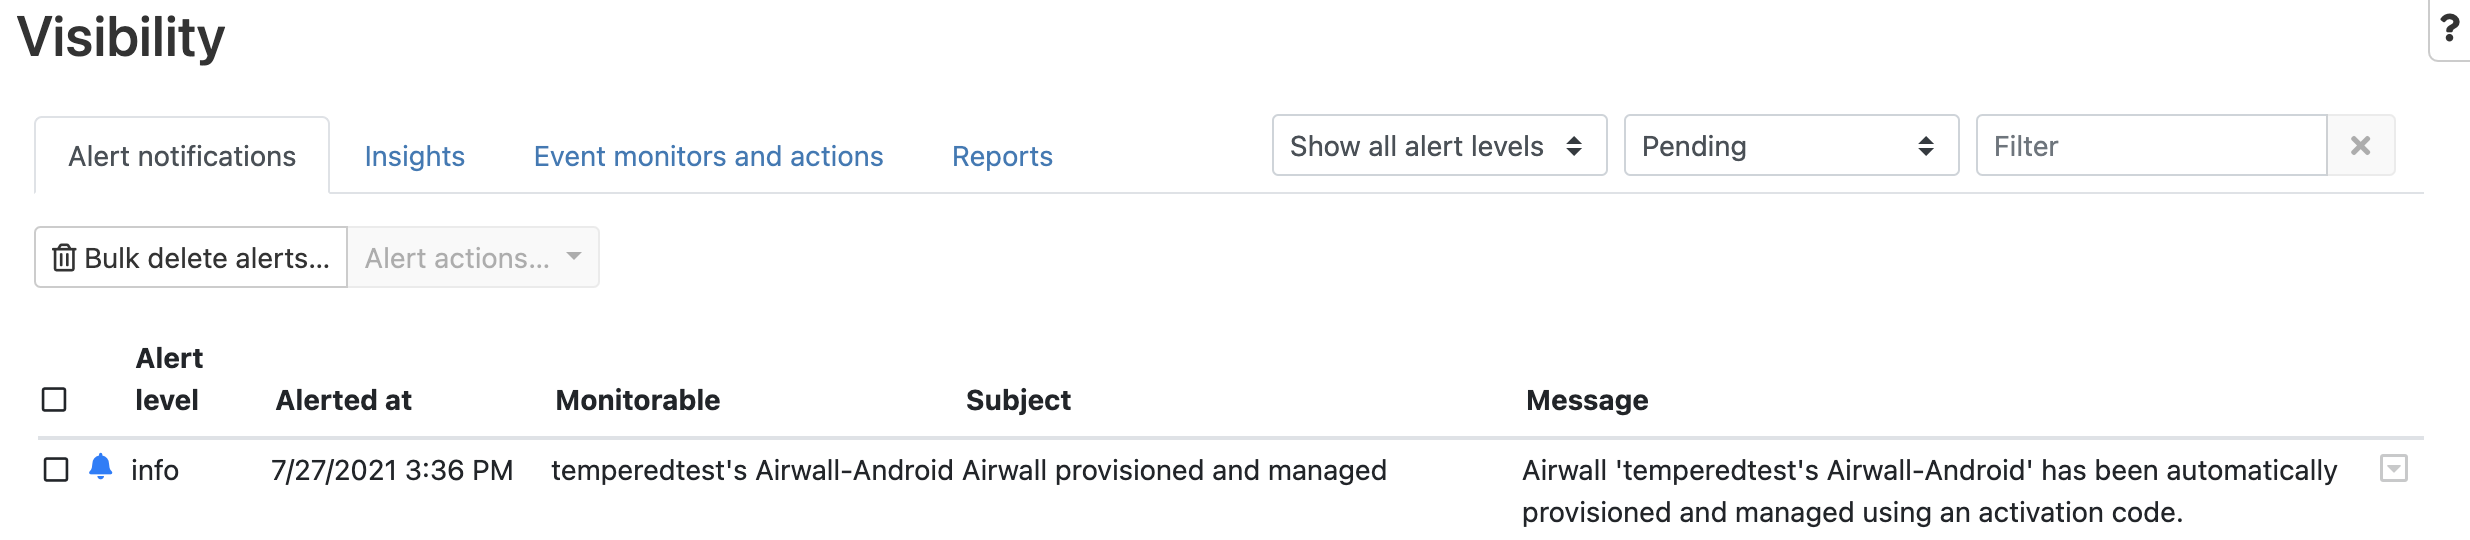 Visibility
?
Alert notifications Insights Event monitors and actions Reports Show all alert levels Pending Filter
Bulk delete alerts... Alert actions...
Alert
level Alerted at Monitorable Subject Message
info 7/27/2021 3:36 PM temperedtest's Airwall-Android Airwall provisioned and managed Airwall 'temperedtest's Airwall-Android' has been automatically
provisioned and managed using an activation code.